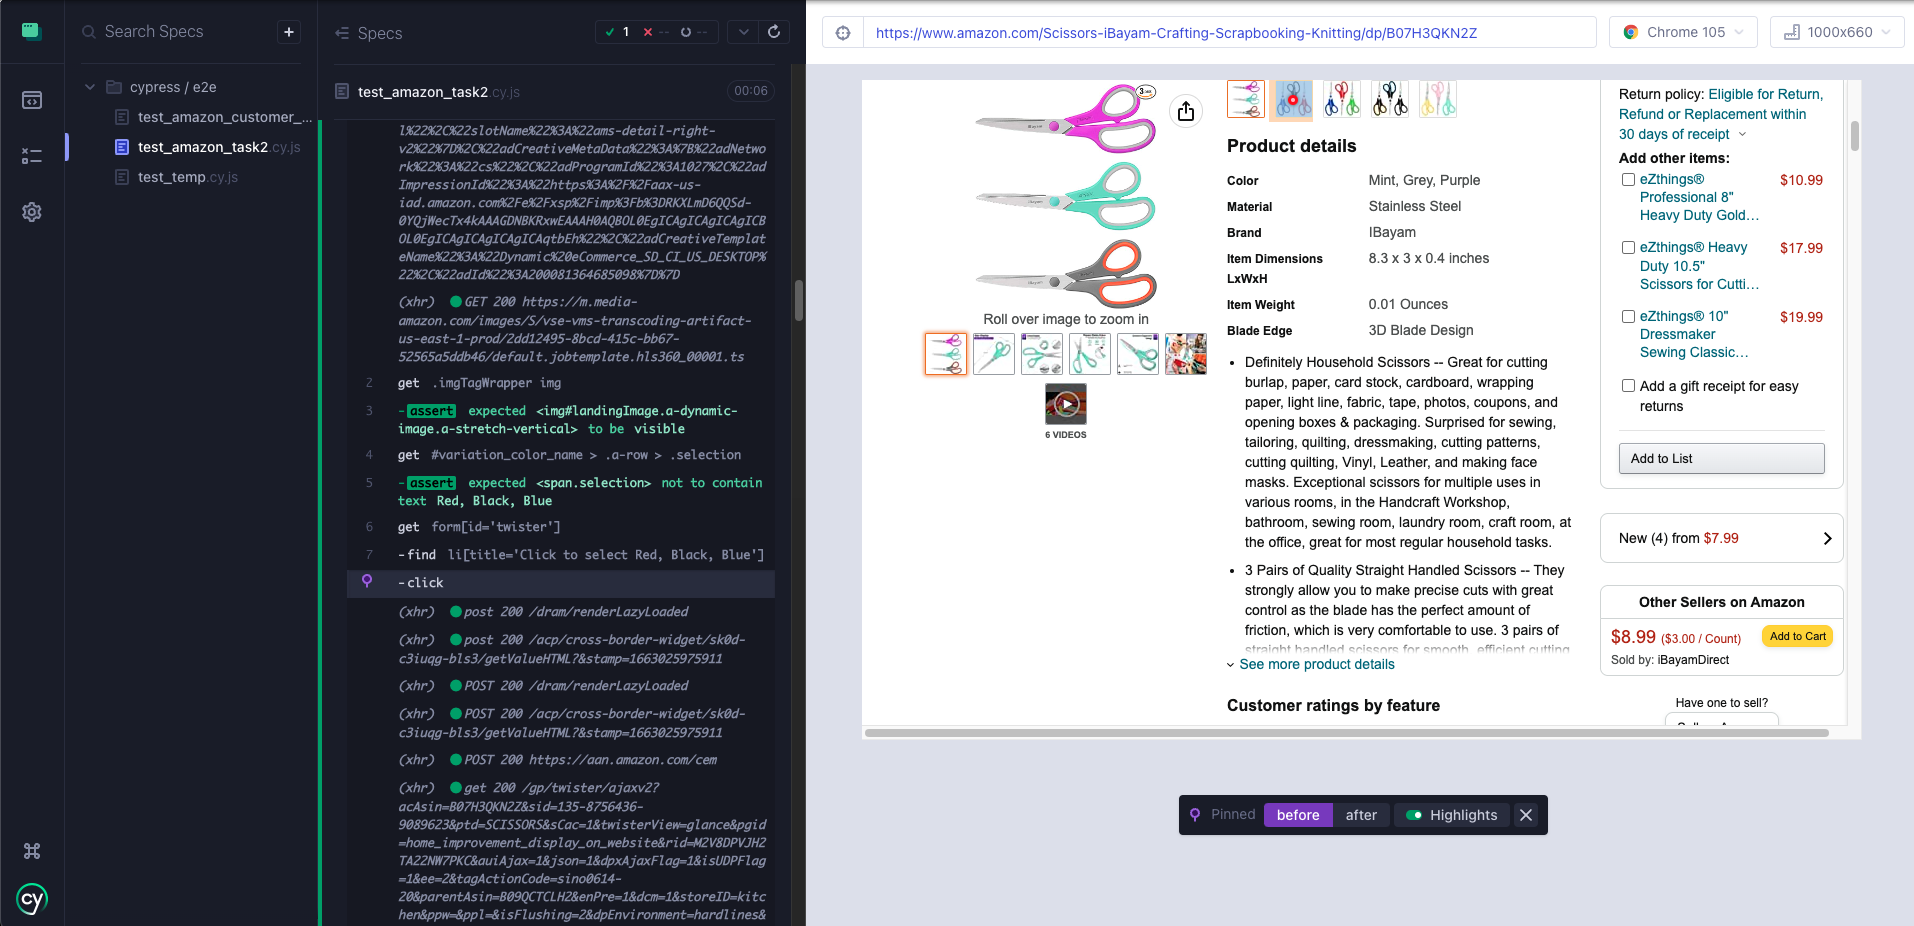 Search Specs
+
cypress / e2e
test_amazon_customer_...
test_amazon_task2.cy.js
test_temp.cy.js
cy
Specs
1
--
--
test_amazon_task2.cy.js
00:06
l%22%2C%22slotName%22%3A%22ams-detail-right-
v2%22%7D%2C%22adCreativeMetaData%22%3A%7B%22adNetwo
rk%22%3A%22cs%22%2C%22adProgramId%22%3A1027%2C%22ad
ImpressionId%22%3A%22https%3A%2F%2Faax-us-
iad.amazon.com%2Fe%2Fxsp%2Fimp%3Fb%3DRKXLmD6QQSd-
0YQjWecTx4kAAAGDNBKRxwEAAAH0AQBOL0EgICAgICAgICAgICB
OL0EgICAgICAgICAgICAqtbEh%22%2C%22adCreativeTemplat
eName%22%3A%22Dynamic%20eCommerce_SD_CI_US_DESKTOP%
22%2C%22adId%22%3A200081364685098%7D%7D
(xhr) GET 200 https://m.media-
amazon.com/images/S/vse-vms-transcoding-artifact-
us-east-1-prod/2dd12495-8bcd-415c-bb67-
52565a5ddb46/default.jobtemplate.hls360_00001.ts
2 get .imgTagWrapper img
3 -assert expected <img#landingImage.a-dynamic-
image.a-stretch-vertical> to be visible
4 get #variation_color_name > .a-row > .selection
5 -assert expected <span.selection> not to contain
text Red, Black, Blue
6 get form[id='twister']
7 -find li[title='Click to select Red, Black, Blue']
-click
(xhr) post 200 /dram/renderLazyLoaded
(xhr) post 200 /acp/cross-border-widget/sk0d-
c3iuqg-bls3/getValueHTML?&stamp=1663025975911
(xhr) POST 200 /dram/renderLazyLoaded
(xhr) POST 200 /acp/cross-border-widget/sk0d-
c3iuqg-bls3/getValueHTML?&stamp=1663025975911
(xhr) POST 200 https://aan.amazon.com/cem
(xhr) get 200 /gp/twister/ajaxv2?
acAsin=B07H3QKN2Z&sid=135-8756436-
9089623&ptd=SCISSORS&sCac=1&twisterView=glance&pgid
=home_improvement_display_on_website&rid=M2V8DPVJH2
TA22NW7PKC&auiAjax=1&json=1&dpxAjaxFlag=1&isUDPFlag
=1&ee=2&tagActionCode=sino0614-
20&parentAsin=B09QCTCLH2&enPre=1&dcm=1&storeID=kitc
hen&ppw=&ppl=&isFlushing=2&dpEnvironment=hardlines&
https://www.amazon.com/Scissors-iBayam-Crafting-Scrapbooking-Knitting/dp/B07H3QKN2Z
Chrome 105
1000x660
Roll over image to zoom in
6 VIDEOS
Product details
Color Mint, Grey, Purple
Material Stainless Steel
Brand IBayam
Item Dimensions 8.3 x 3 x 0.4 inches
LxWxH
Item Weight 0.01 Ounces
Blade Edge 3D Blade Design
• Definitely Household Scissors -- Great for cutting
burlap, paper, card stock, cardboard, wrapping
paper, light line, fabric, tape, photos, coupons, and
opening boxes & packaging. Surprised for sewing,
tailoring, quilting, dressmaking, cutting patterns,
cutting quilting, Vinyl, Leather, and making face
masks. Exceptional scissors for multiple uses in
various rooms, in the Handcraft Workshop,
bathroom, sewing room, laundry room, craft room, at
the office, great for most regular household tasks.
• 3 Pairs of Quality Straight Handled Scissors -- They
strongly allow you to make precise cuts with great
control as the blade has the perfect amount of
friction, which is very comfortable to use. 3 pairs of
straight handled scissors for smooth, efficient cutting
See more product details
Customer ratings by feature
Return policy: Eligible for Return,
Refund or Replacement within
30 days of receipt
Add other items:
eZthings® $10.99
Professional 8"
Heavy Duty Gold…
eZthings® Heavy $17.99
Duty 10.5"
Scissors for Cutti…
eZthings® 10" $19.99
Dressmaker
Sewing Classic…
Add a gift receipt for easy
returns
Add to List
New (4) from $7.99
Other Sellers on Amazon
$8.99 ($3.00 / Count) Add to Cart
Sold by: iBayamDirect
Have one to sell?
Pinned before after Highlights